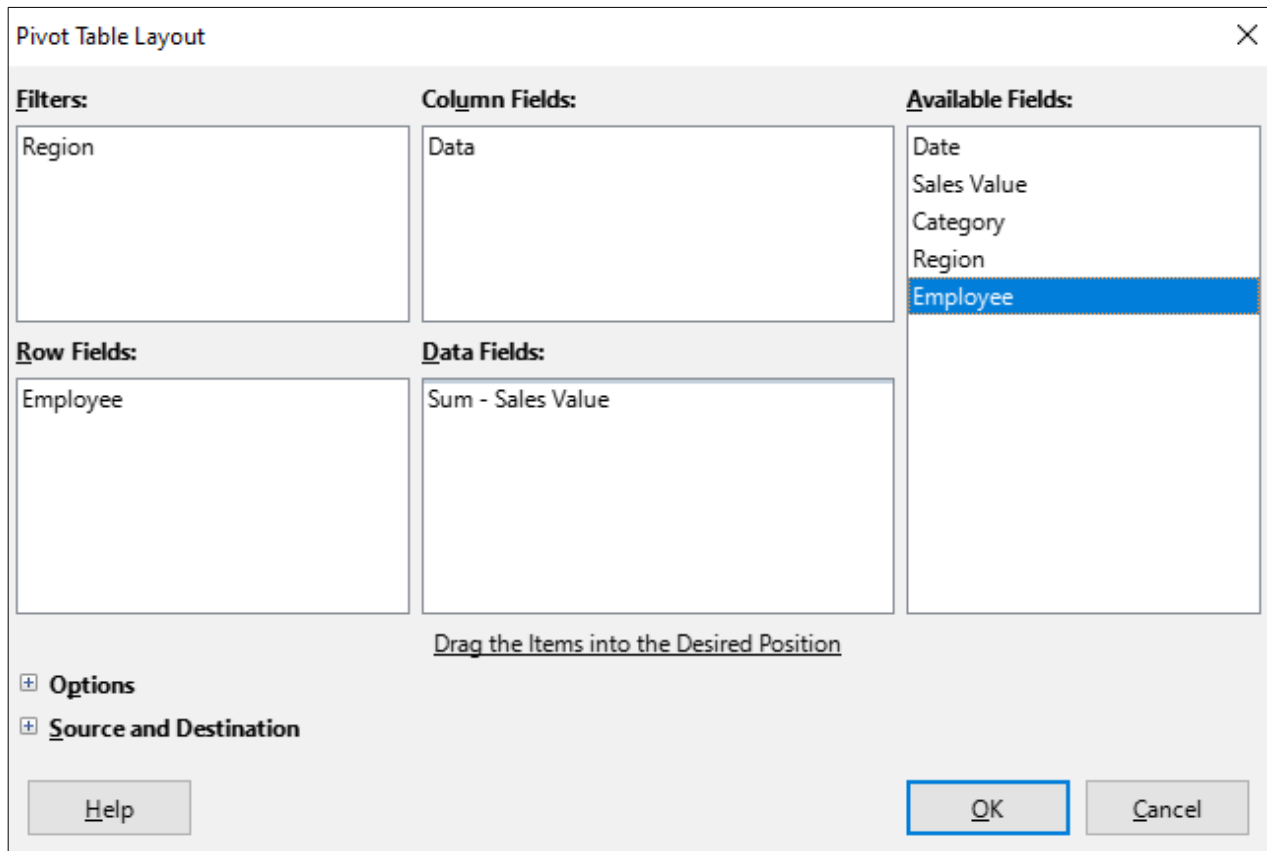 Pivot Table Layout
Filters:
Region
Column Fields:
Data
Available Fields:
Date
Sales Value
Category
Region
Employee
Row Fields:
Employee
Data Fields:
Sum - Sales Value
Drag the Items into the Desired Position
Options
Source and Destination
Help
OK
Cancel